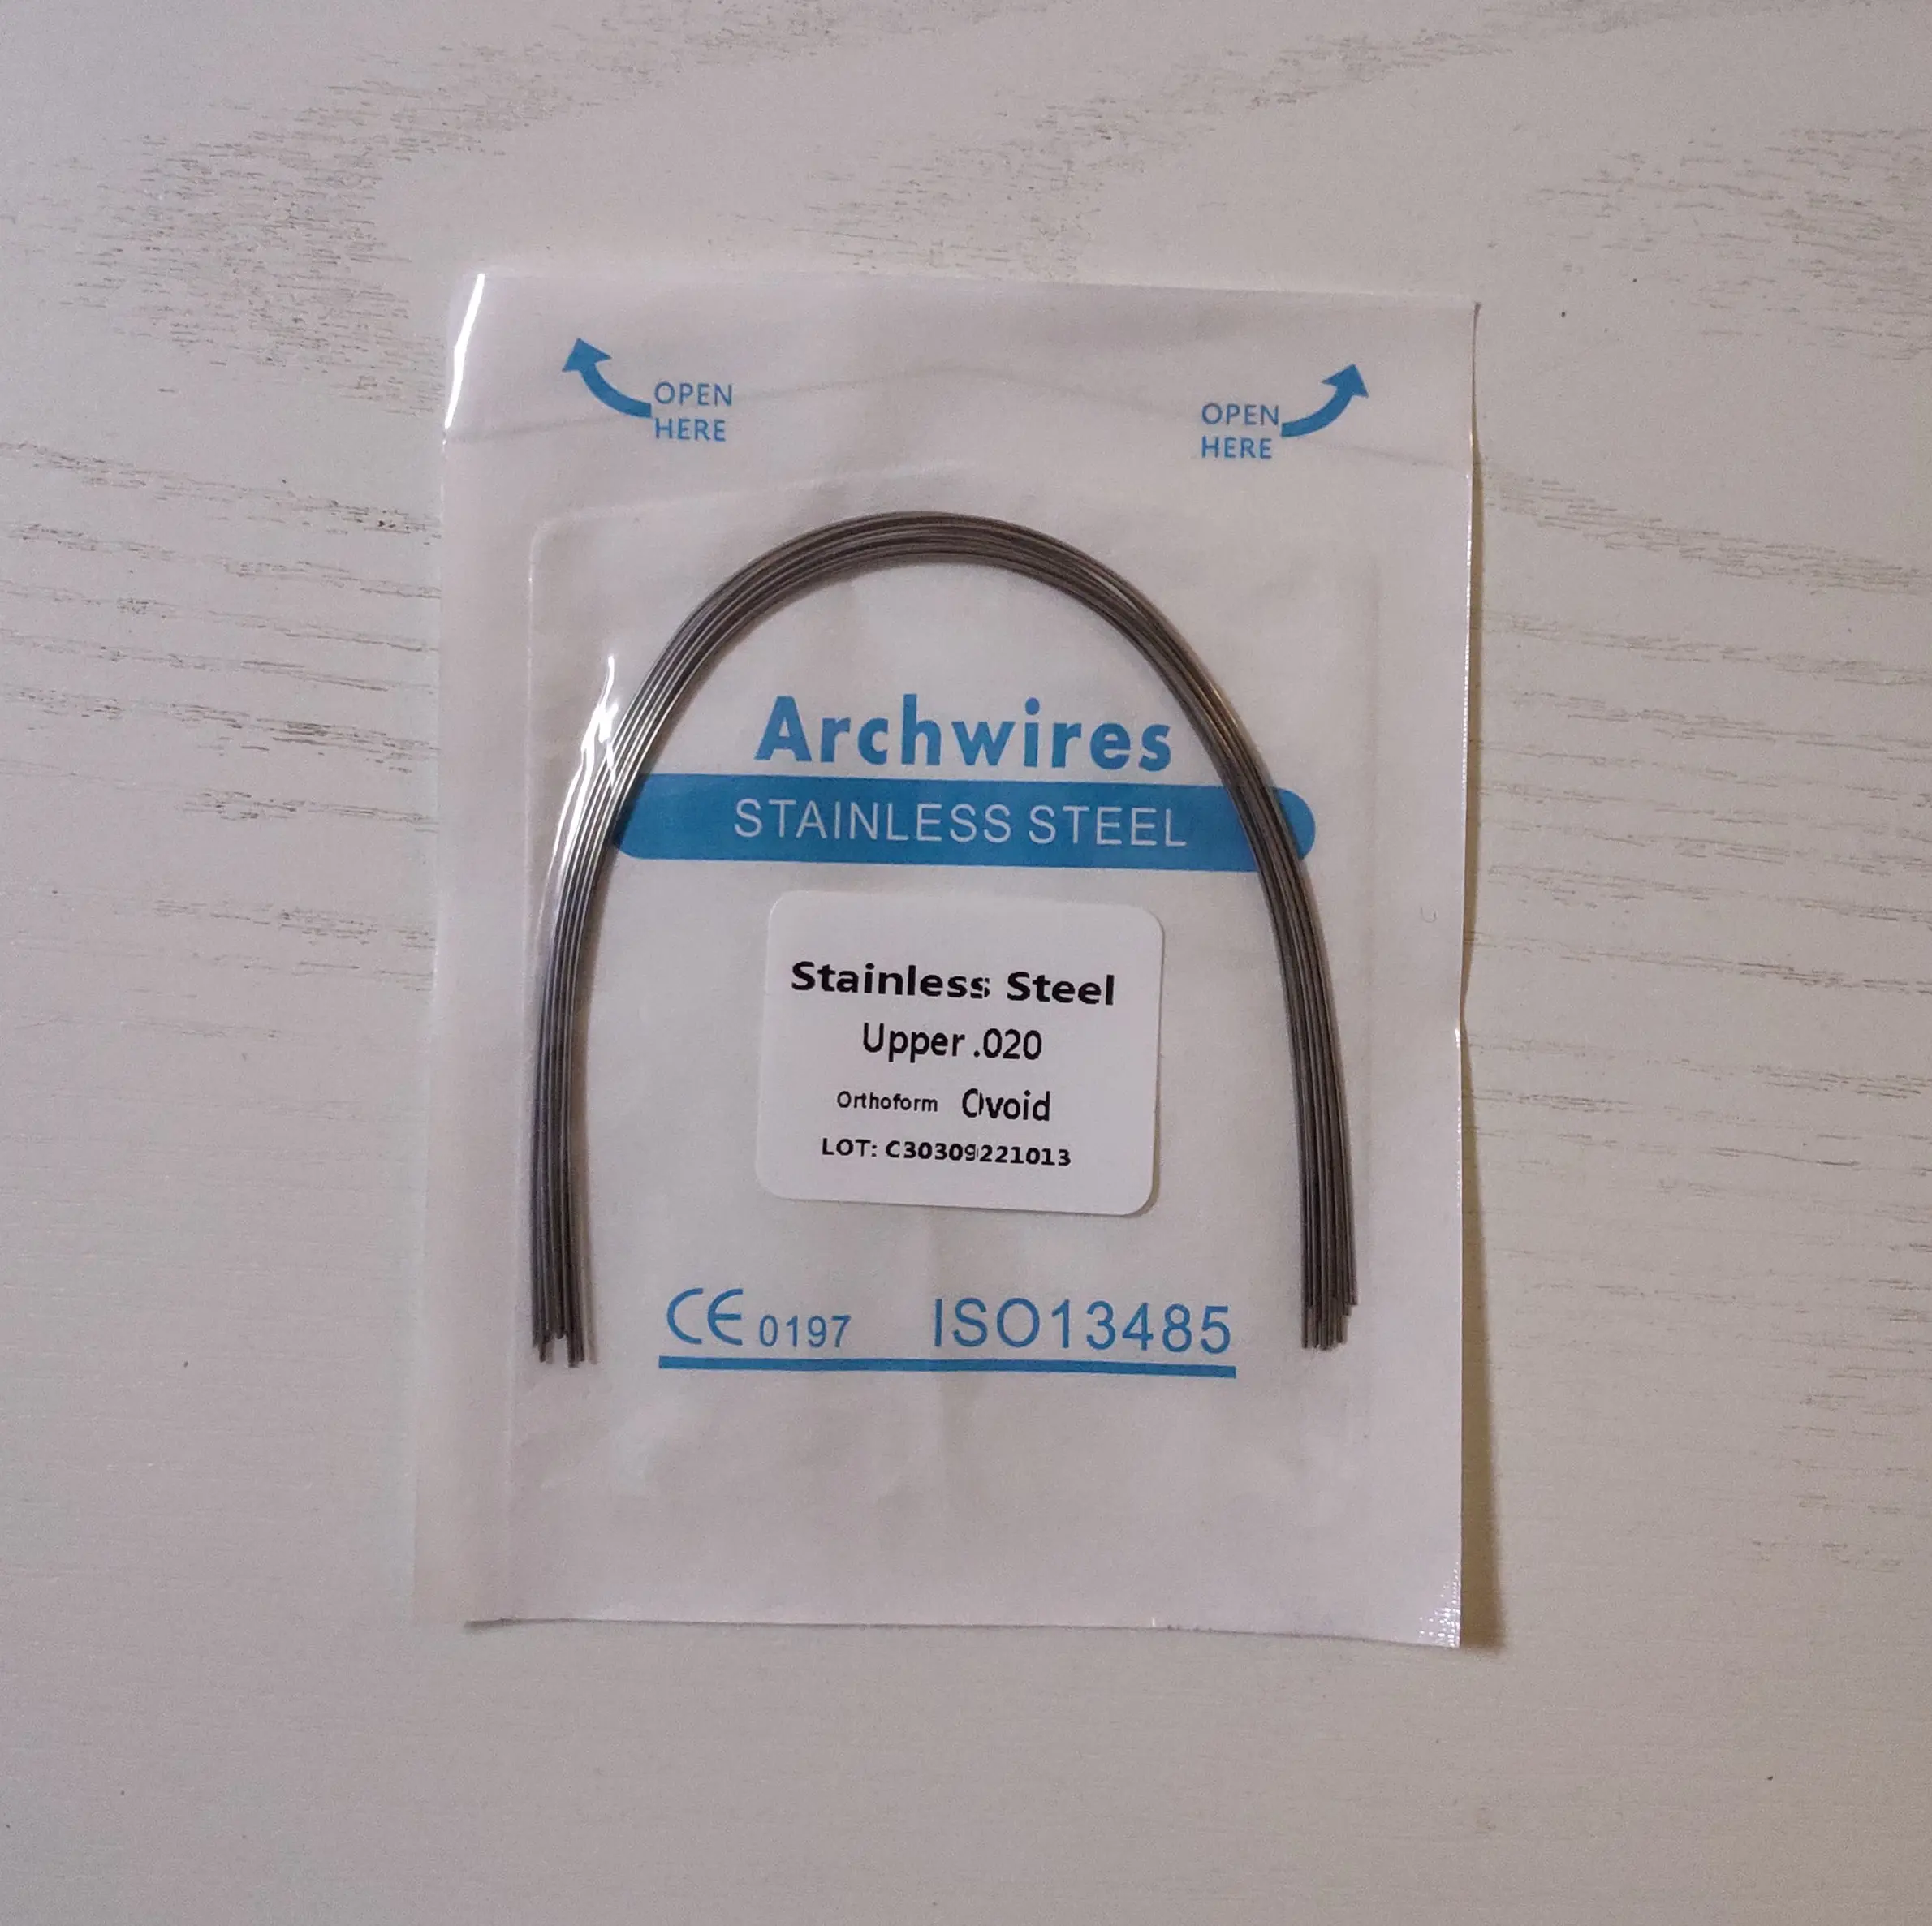 OPEN
HERE
OPEN
HERE
Archwires
STAINLESS STEEL
Stainless Steel
Upper .020
Orthoform Ovoid
LOT: C30309221013
CE 0197 ISO13485